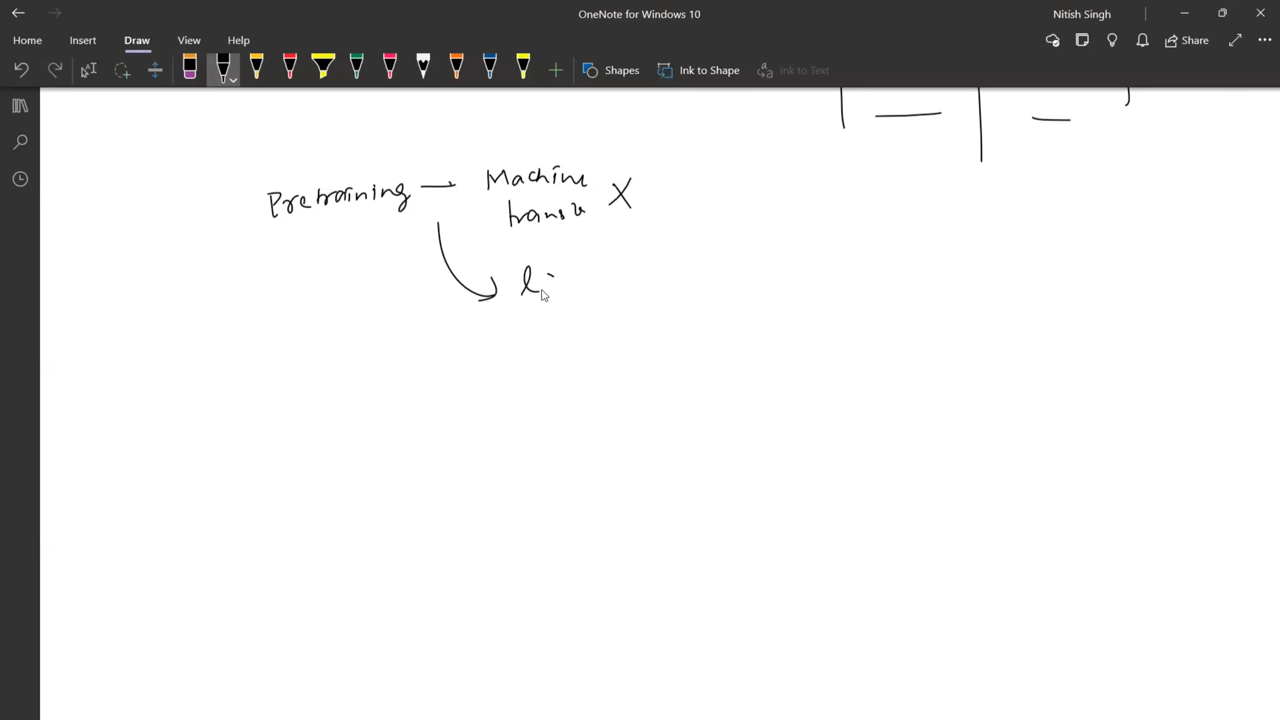 OneNote for Windows 10
Nitish Singh
Home Insert Draw View Help
Share
Shapes
Ink to Shape
Ink to Text
Pretraining → Machine X